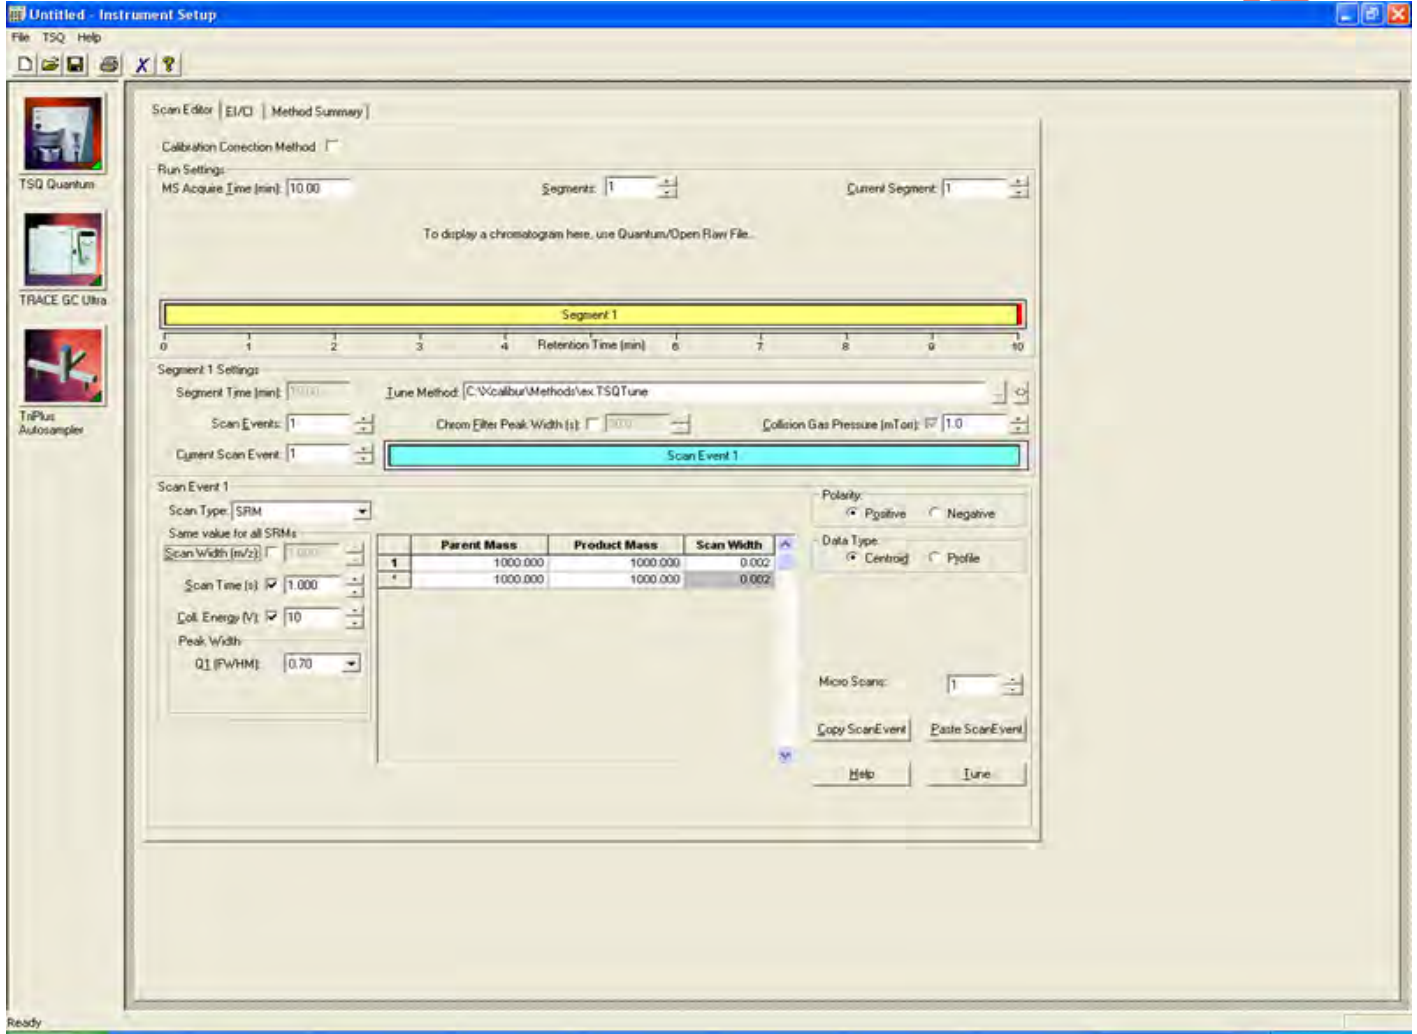 Untitled - Instrument Setup
File TSQ Help
TSQ Quantum
TRACE GC Ultra
TriPlus
Autosampler
Scan Editor EI/CI Method Summary
Calibration Correction Method
Run Settings
MS Acquire Time (min): 10.00 Segments: 1 Current Segment: 1
To display a chromatogram here, use Quantum/Open Raw File...
Segment 1
0 1 2 3 4 Retention Time (min) 6 7 8 9 10
Segment 1 Settings
Segment Time (min): Tune Method: C:\Xcalibur\Methods\ex.TSQTune
Scan Events: 1 Chrom Filter Peak Width (s): Collision Gas Pressure (mTorr): 1.0
Current Scan Event: 1 Scan Event 1
Scan Event 1
Scan Type: SRM
Same value for all SRMs
Scan Width (m/z):
Scan Time (s): 1.000
Coll. Energy (V): 10
Peak Width
Q1 (FWHM): 0.70
Parent Mass Product Mass Scan Width
1 1000.000 1000.000 0.002
* 1000.000 1000.000 0.002
Polarity:
Positive Negative
Data Type:
Centroid Profile
Micro Scans: 1
Copy ScanEvent Paste ScanEvent
Help Tune
Ready